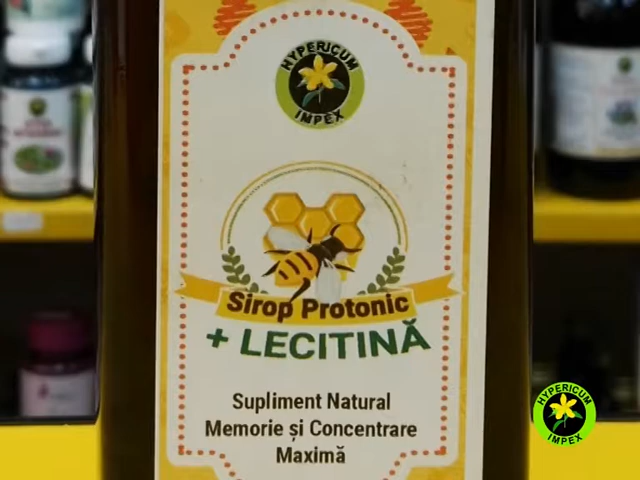 HYPERICUM
IMPEX
Sirop Protonic
+ LECITINĂ
Supliment Natural
Memorie și Concentrare
Maximă
HYPERICUM
IMPEX